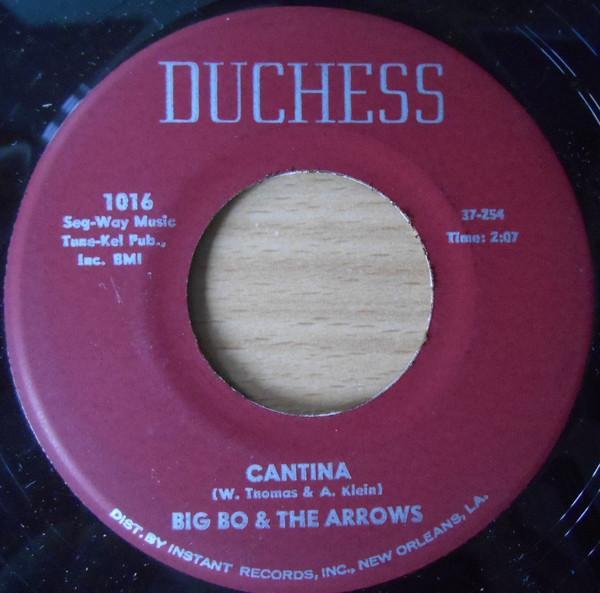 DUCHESS
1016
Seg-Way Music
Tune-Kel Pub.,
Inc. BMI
37-254
Time: 2:07
CANTINA
(W. Thomas & A. Klein)
BIG BO & THE ARROWS
DIST. BY INSTANT RECORDS, INC., NEW ORLEANS, LA.